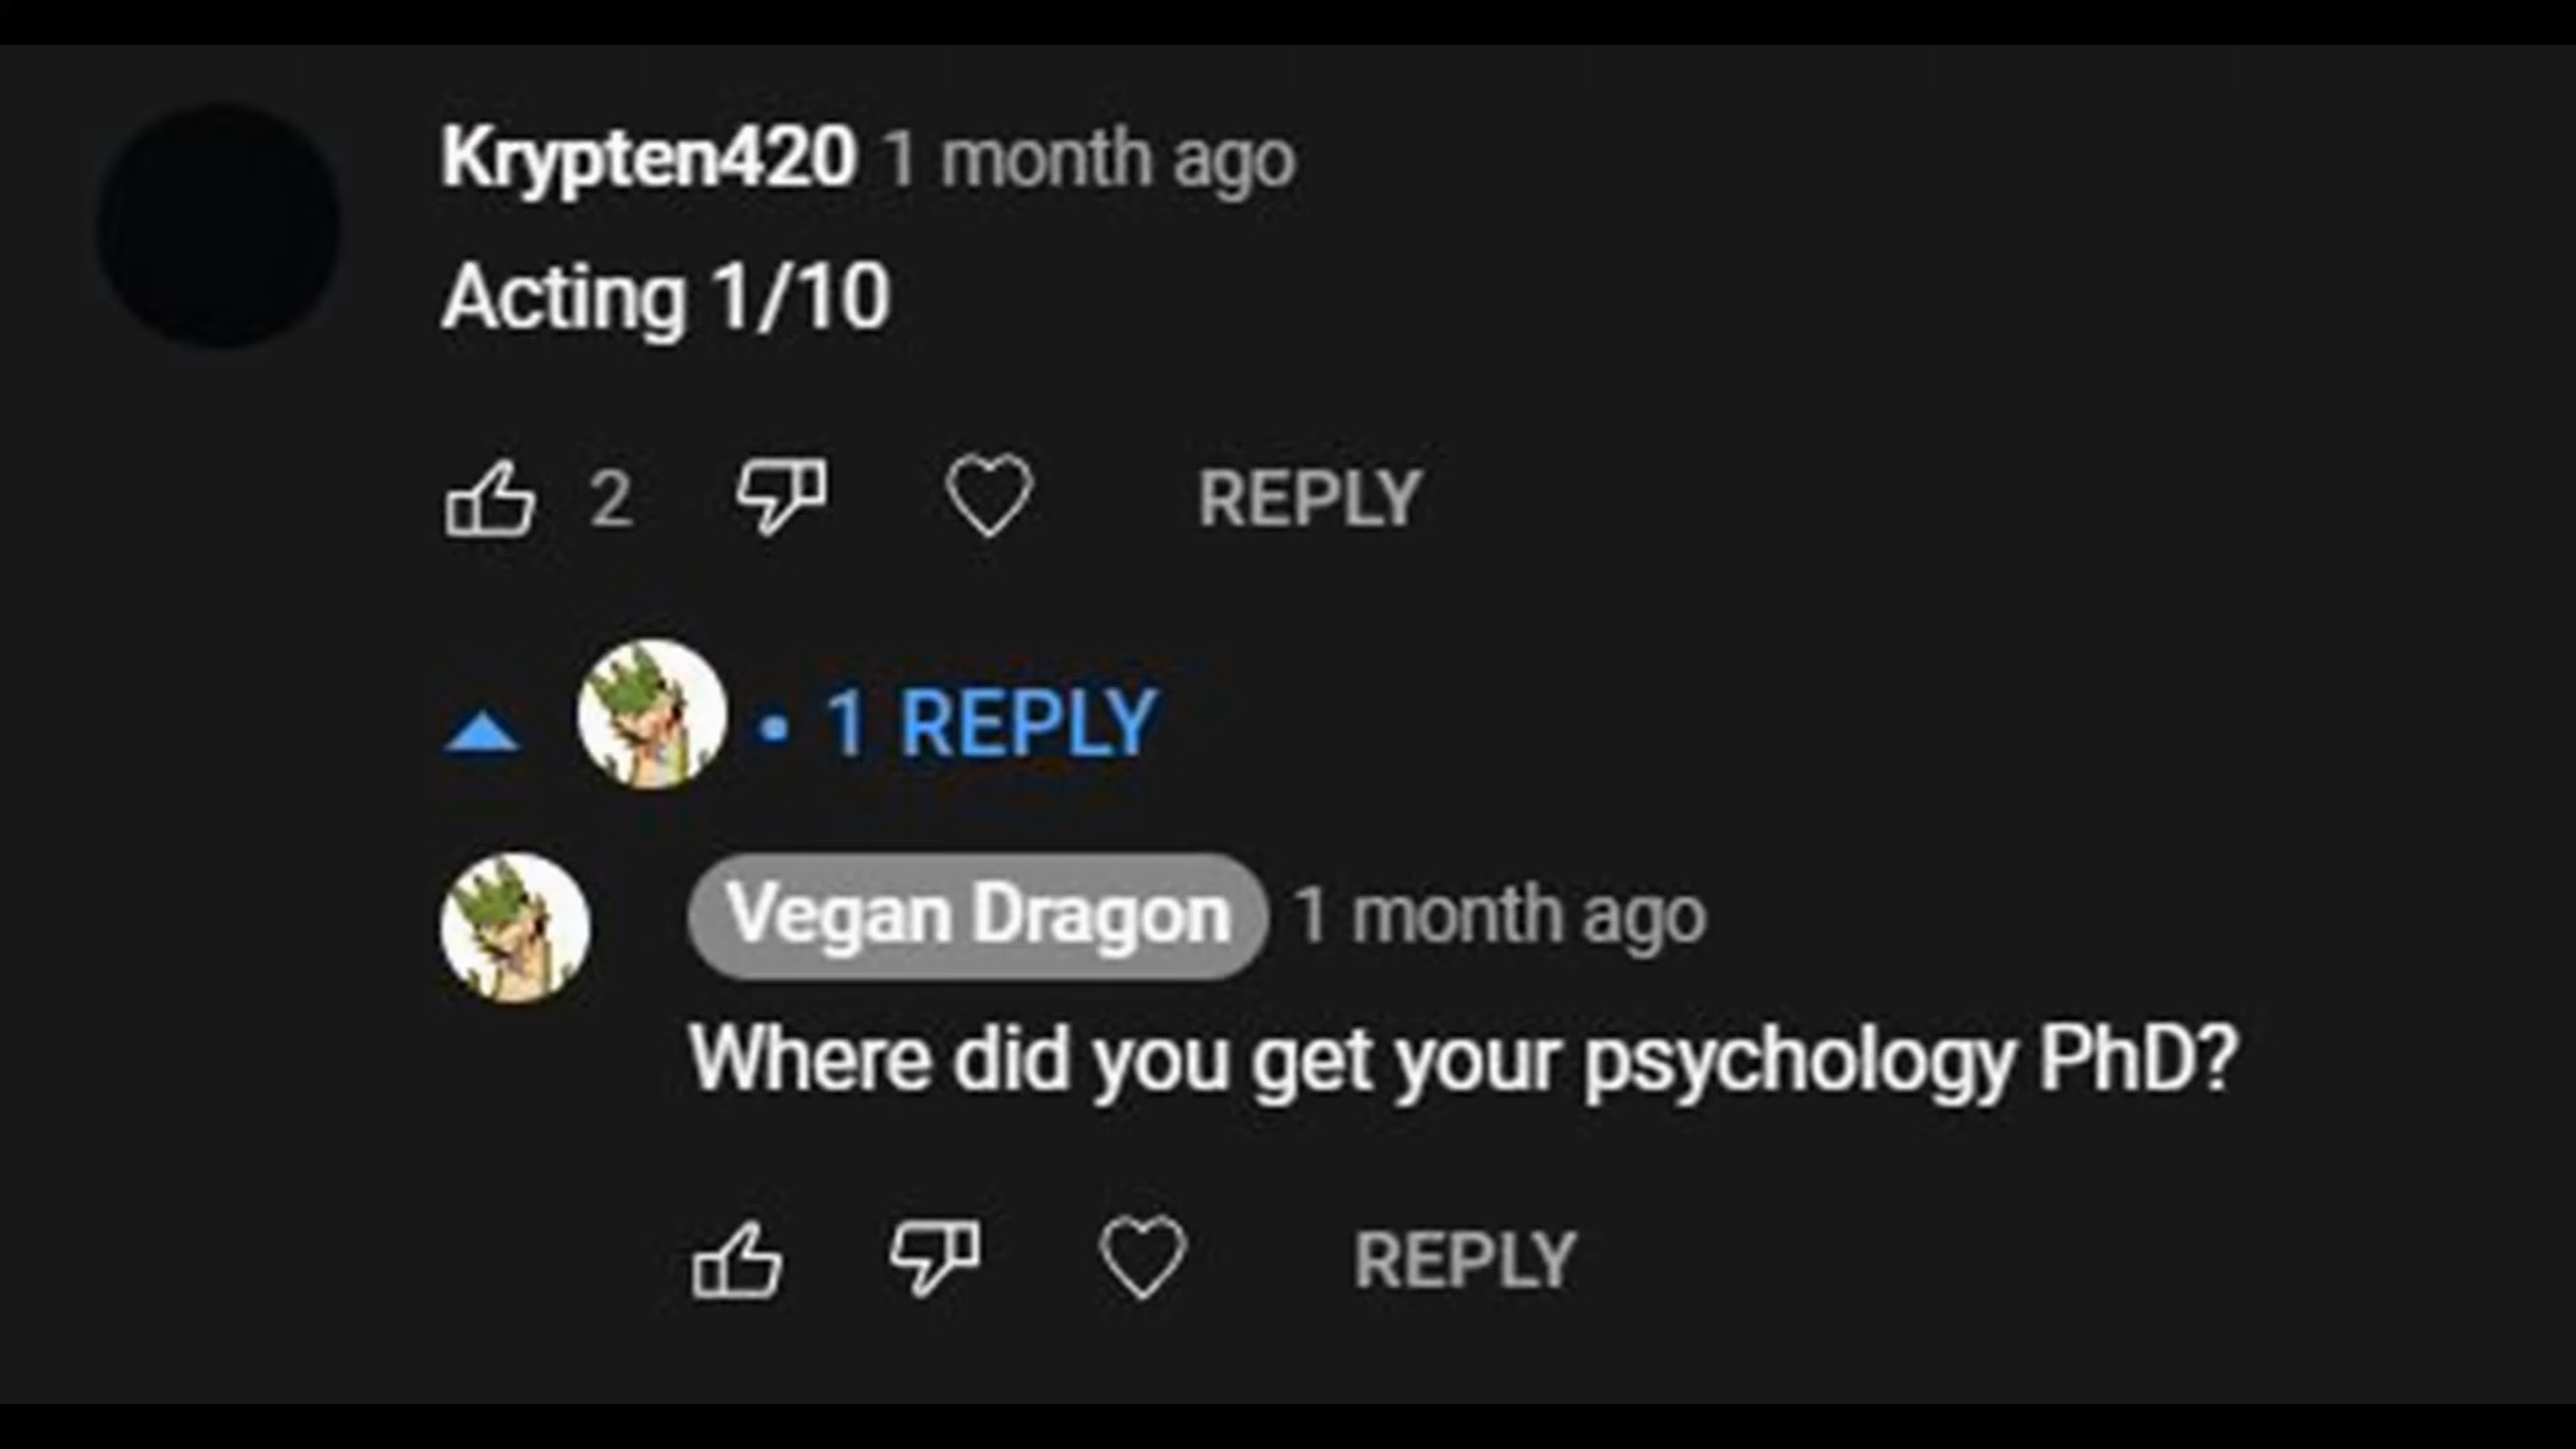 Krypten420 1 month ago
Acting 1/10
2 REPLY
• 1 REPLY
Vegan Dragon 1 month ago
Where did you get your psychology PhD?
REPLY